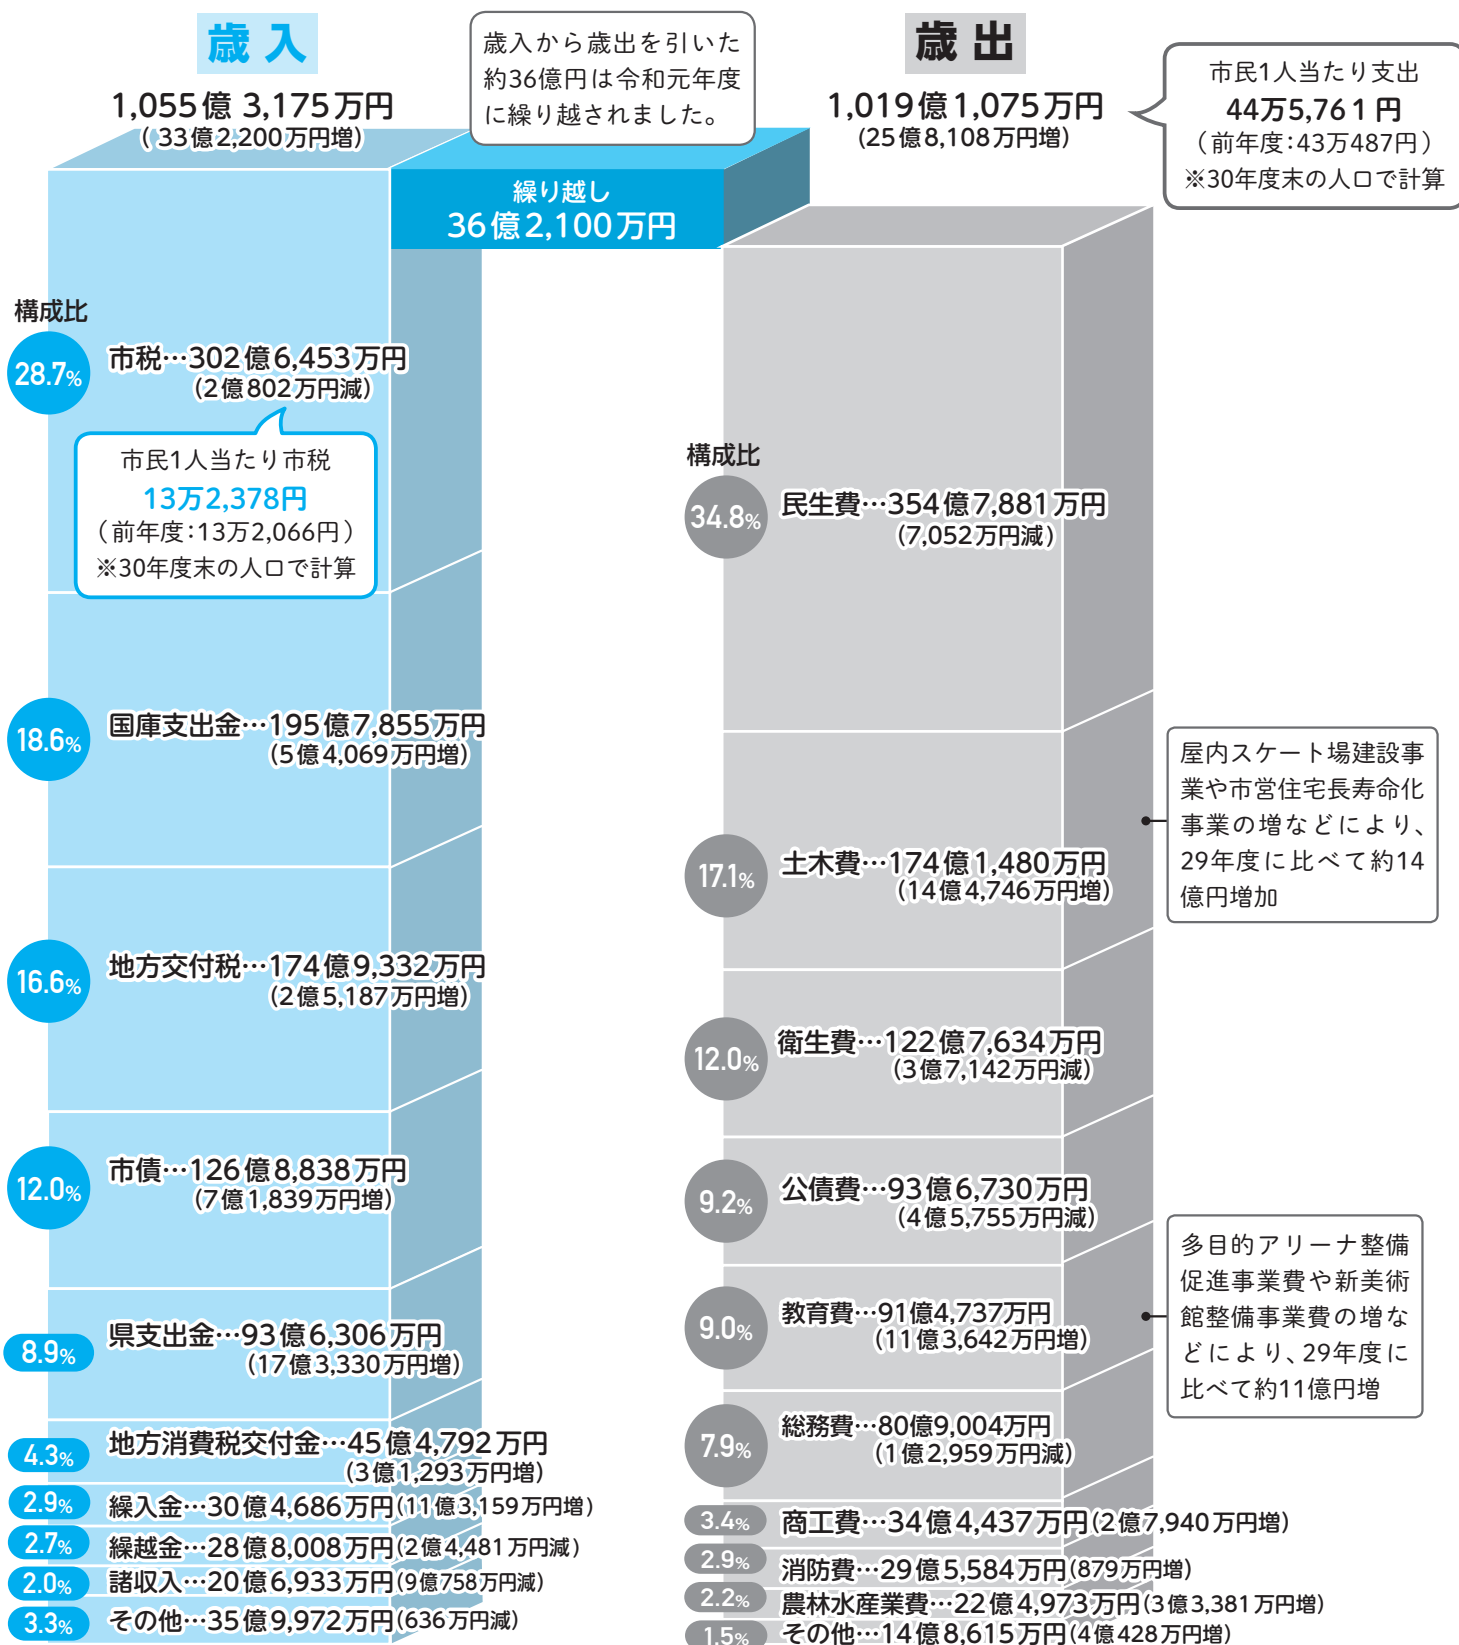 歳入
1,055億3,175万円
(33億2,200万円増)
歳入から歳出を引いた
約36億円は令和元年度
に繰り越されました。
繰り越し
36億2,100万円
構成比
28.7%
市税…302億6,453万円
(2億802万円減)
市民1人当たり市税
13万2,378円
(前年度:13万2,066円)
※30年度末の人口で計算
18.6%
国庫支出金…195億7,855万円
(5億4,069万円増)
16.6%
地方交付税…174億9,332万円
(2億5,187万円増)
12.0%
市債…126億8,838万円
(7億1,839万円増)
8.9%
県支出金…93億6,306万円
(17億3,330万円増)
4.3%
地方消費税交付金…45億4,792万円
(3億1,293万円増)
2.9%
繰入金…30億4,686万円(11億3,159万円増)
2.7%
繰越金…28億8,008万円(2億4,481万円減)
2.0%
諸収入…20億6,933万円(9億758万円減)
3.3%
その他…35億9,972万円(636万円減)
歳出
1,019億1,075万円
(25億8,108万円増)
市民1人当たり支出
44万5,761円
(前年度:43万487円)
※30年度末の人口で計算
構成比
34.8%
民生費…354億7,881万円
(7,052万円減)
17.1%
土木費…174億1,480万円
(14億4,746万円増)
屋内スケート場建設事
業や市営住宅長寿命化
事業の増などにより、
29年度に比べて約14
億円増加
12.0%
衛生費…122億7,634万円
(3億7,142万円減)
9.2%
公債費…93億6,730万円
(4億5,755万円減)
9.0%
教育費…91億4,737万円
(11億3,642万円増)
多目的アリーナ整備
促進事業費や新美術
館整備事業費の増な
どにより、29年度に
比べて約11億円増
7.9%
総務費…80億9,004万円
(1億2,959万円減)
3.4%
商工費…34億4,437万円(2億7,940万円増)
2.9%
消防費…29億5,584万円(879万円増)
2.2%
農林水産業費…22億4,973万円(3億3,381万円増)
1.5%
その他…14億8,615万円(4億428万円増)